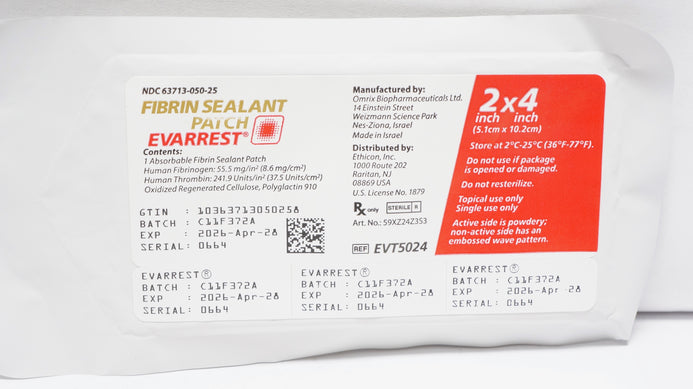 NDC 63713-050-25
FIBRIN SEALANT
PATCH
EVARREST®
Contents:
1 Absorbable Fibrin Sealant Patch
Human Fibrinogen: 55.5 mg/in² (8.6 mg/cm²)
Human Thrombin: 241.9 Units/in² (37.5 Units/cm²)
Oxidized Regenerated Cellulose, Polyglactin 910
GTIN : 10363713050258
BATCH : C11F372A
EXP : 2026-Apr-28
SERIAL: 0664
Manufactured by:
Omrix Biopharmaceuticals Ltd.
14 Einstein Street
Weizmann Science Park
Nes-Ziona, Israel
Made in Israel
Distributed by:
Ethicon, Inc.
1000 Route 202
Raritan, NJ
08869 USA
U.S. License No. 1879
Rx only STERILE R
Art. No.: S9XZ24Z353
REF EVT5024
2x4
inch inch
(5.1cm x 10.2cm)
Store at 2°C-25°C (36°F-77°F).
Do not use if package
is opened or damaged.
Do not resterilize.
Topical use only
Single use only
Active side is powdery;
non-active side has an
embossed wave pattern.
EVARREST®
BATCH : C11F372A
EXP : 2026-Apr-28
SERIAL: 0664
EVARREST®
BATCH : C11F372A
EXP : 2026-Apr-28
SERIAL: 0664
EVARREST®
BATCH : C11F372A
EXP : 2026-Apr-28
SERIAL: 0664